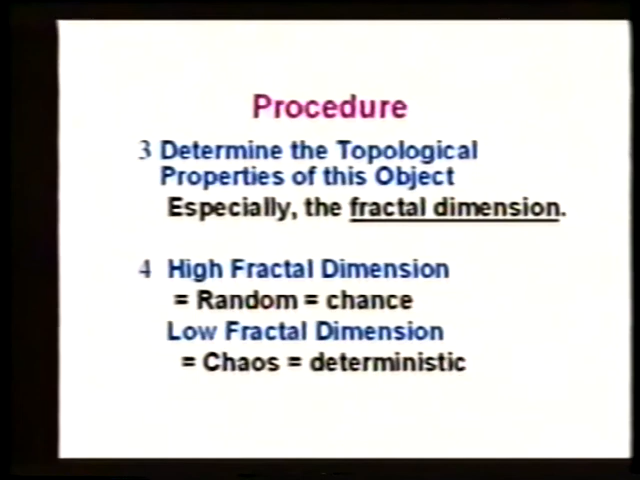 Procedure
3 Determine the Topological
Properties of this Object
Especially, the fractal dimension.
4 High Fractal Dimension
= Random = chance
Low Fractal Dimension
= Chaos = deterministic